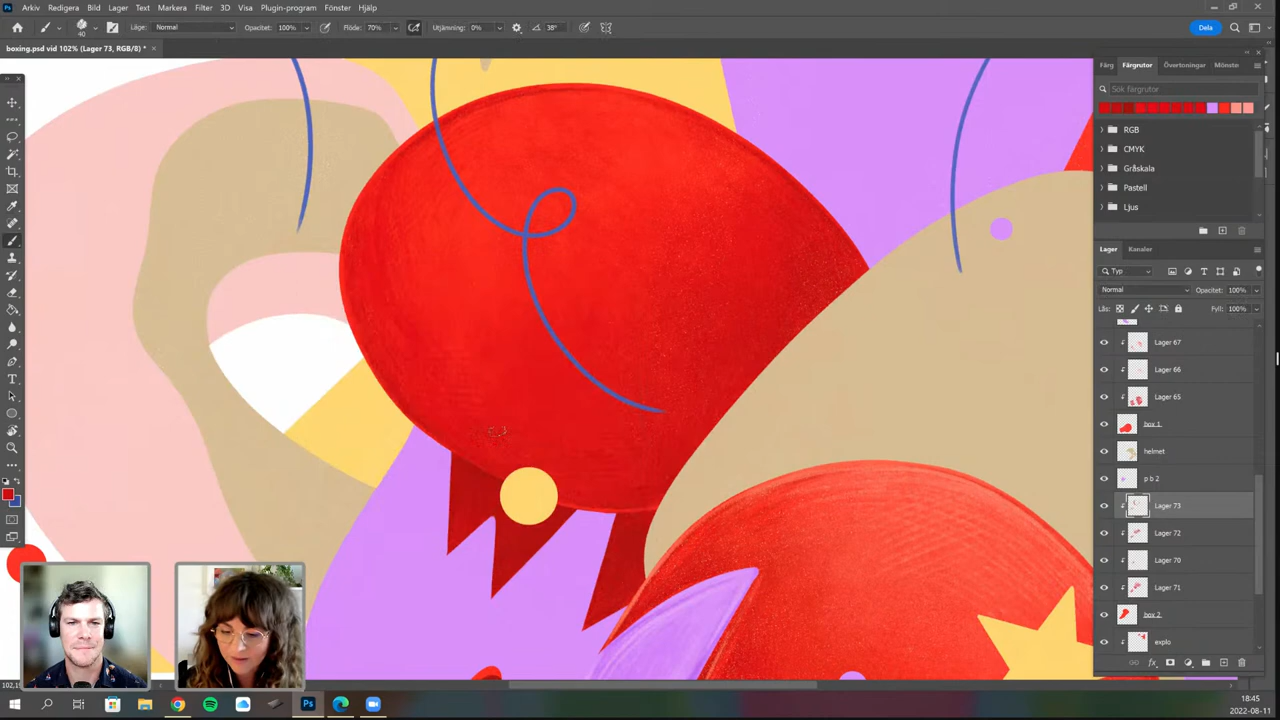 Arkiv Redigera Bild Lager Text Markera Filter 3D Visa Plugin-program Fönster Hjälp
40 Läge: Normal Opacitet: 100% Flöde: 70% Utjämning: 0% 38° Dela
boxing.psd vid 102% (Lager 73, RGB/8) *
Färg Färgrutor Övertoningar Mönste
Sök färgrutor
RGB
CMYK
Gråskala
Pastell
Ljus
Lager Kanaler
Typ
Normal Opacitet: 100%
Lås: Fyll: 100%
Lager 67
Lager 66
Lager 65
box 1
helmet
p b 2
Lager 73
Lager 72
Lager 70
Lager 71
box 2
explo
18:45
2022-08-11